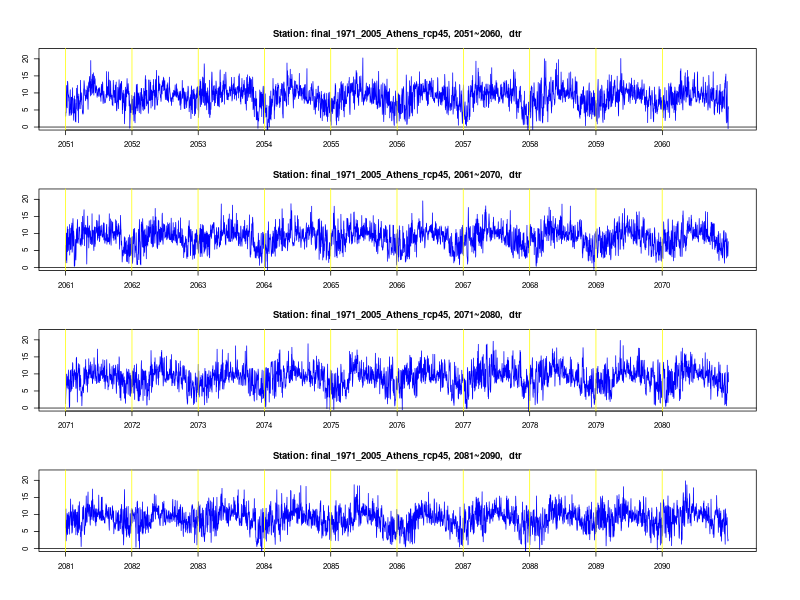 Station: final_1971_2005_Athens_rcp45, 2051~2060, dtr
20
15
10
5
0
2051 2052 2053 2054 2055 2056 2057 2058 2059 2060
Station: final_1971_2005_Athens_rcp45, 2061~2070, dtr
20
15
10
5
0
2061 2062 2063 2064 2065 2066 2067 2068 2069 2070
Station: final_1971_2005_Athens_rcp45, 2071~2080, dtr
20
15
10
5
0
2071 2072 2073 2074 2075 2076 2077 2078 2079 2080
Station: final_1971_2005_Athens_rcp45, 2081~2090, dtr
20
15
10
5
0
2081 2082 2083 2084 2085 2086 2087 2088 2089 2090